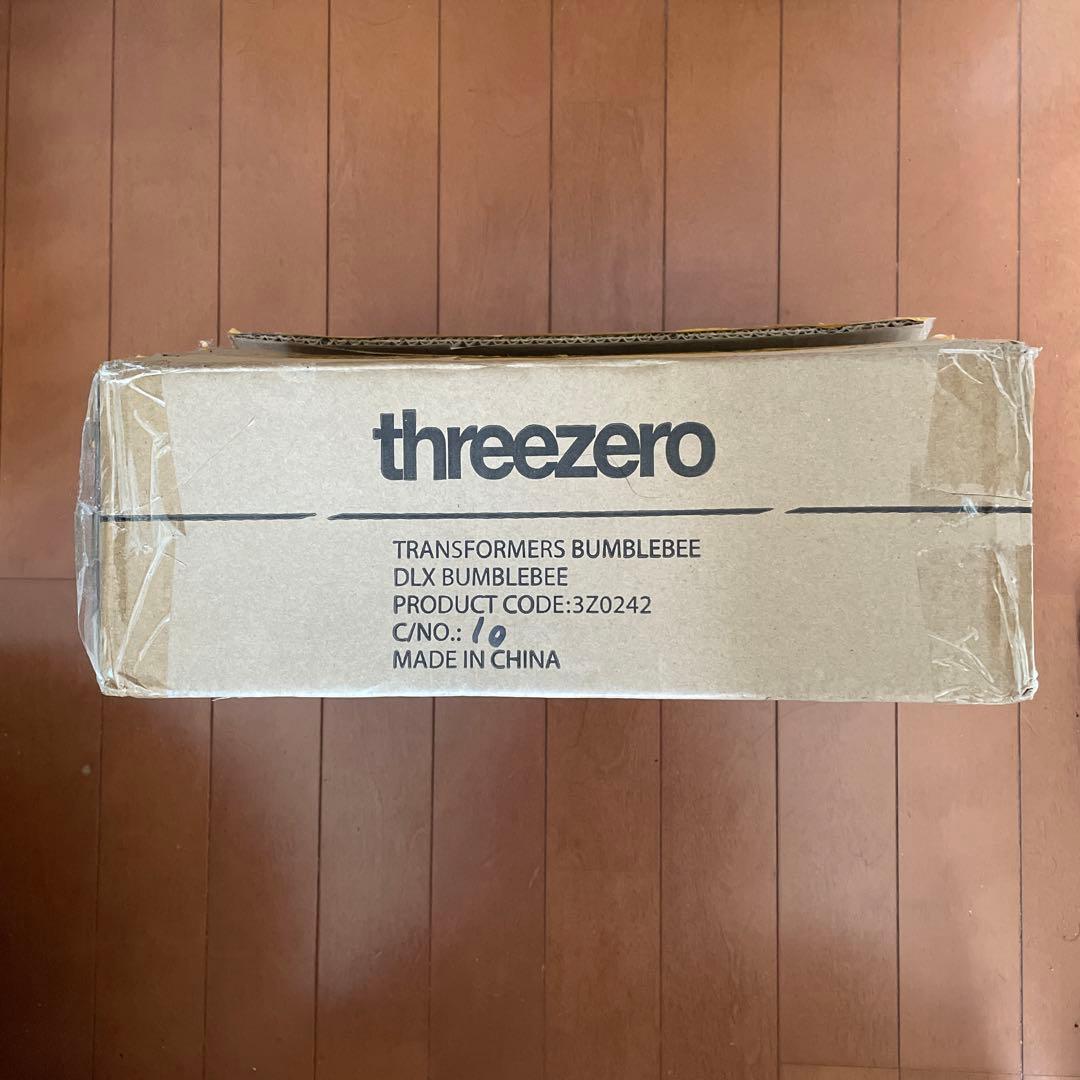 threezero
TRANSFORMERS BUMBLEBEE
DLX BUMBLEBEE
PRODUCT CODE:3Z0242
C/NO.: 10
MADE IN CHINA